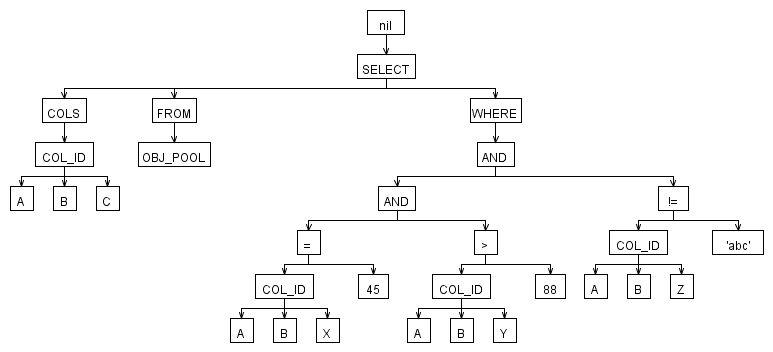 nil
SELECT
COLS FROM WHERE
COL_ID OBJ_POOL AND
A B C AND !=
= > COL_ID 'abc'
COL_ID 45 COL_ID 88 A B Z
A B X A B Y